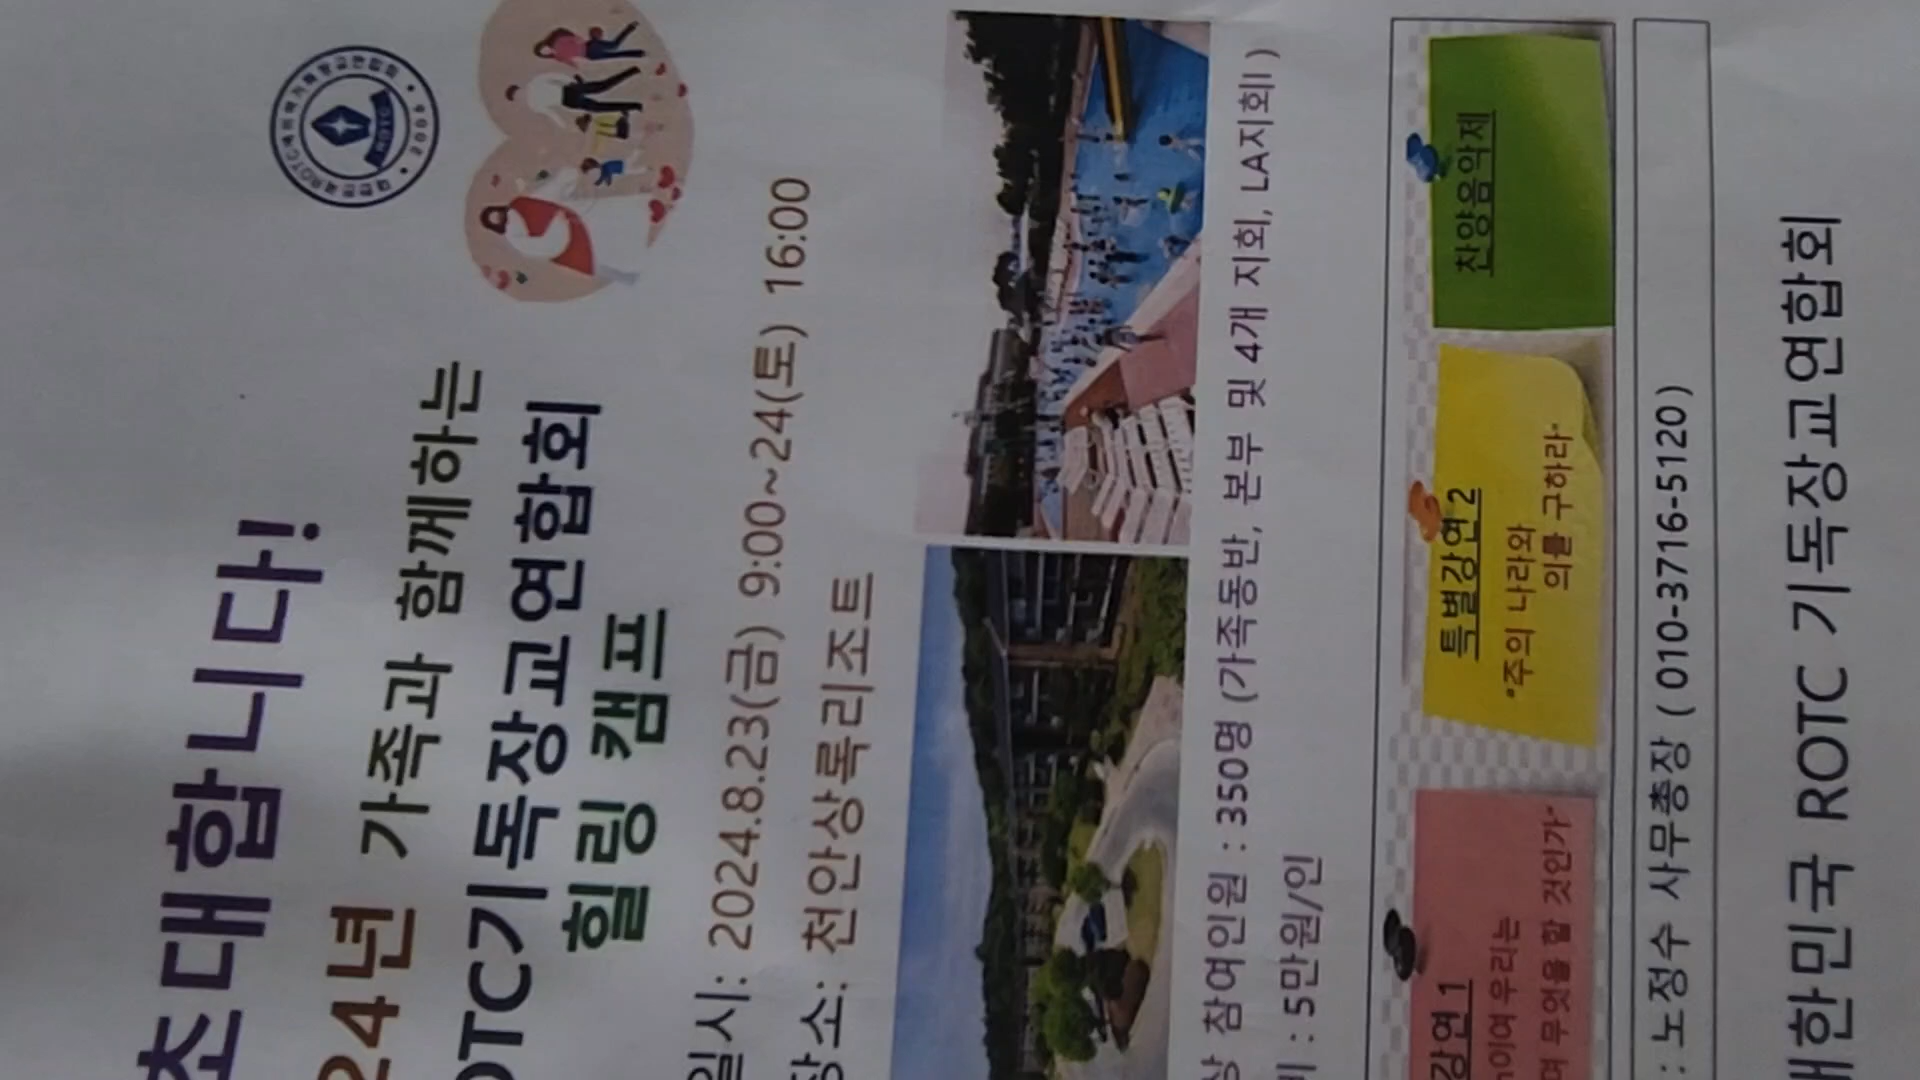 초대합니다!
24년 가족과 함께하는
OTC기독장교연합회
힐링 캠프
일시: 2024.8.23(금) 9:00~24(토) 16:00
장소: 천안상록리조트
상 참여인원 : 350명 (가족동반, 본부 및 4개 지회, LA지회)
비 : 5만원/인
강연 1
이여 우리는
며 무엇을 할 것인가"
특별강연 2
"주의 나라와
의를 구하라"
찬양음악제
: 노정수 사무총장 ( 010-3716-5120 )
대한민국 ROTC 기독장교연합회